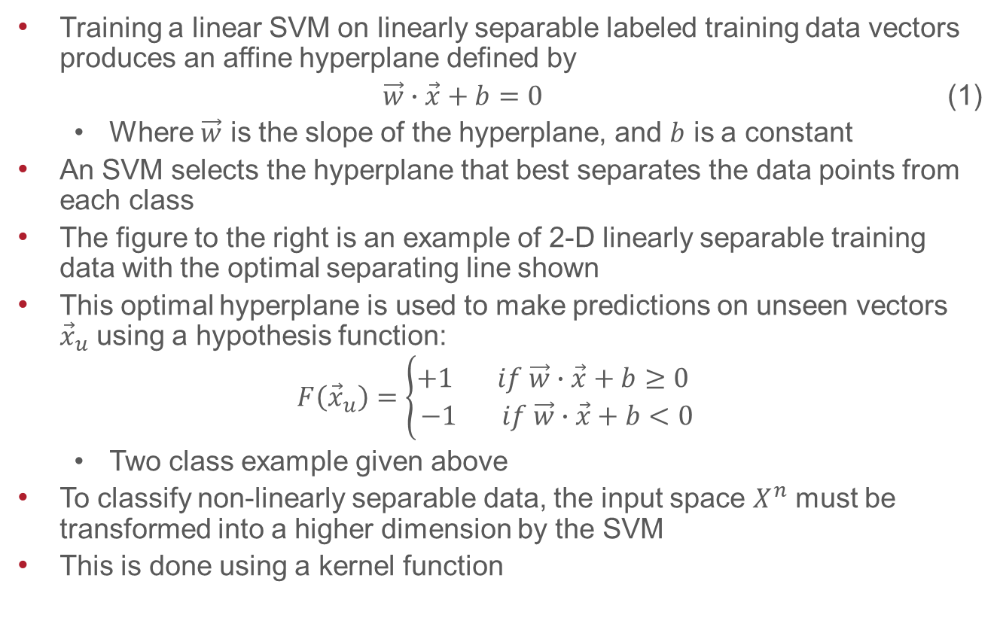 • Training a linear SVM on linearly separable labeled training data vectors
produces an affine hyperplane defined by
$\vec{w} \cdot \vec{x} + b = 0$ (1)
• Where $\vec{w}$ is the slope of the hyperplane, and $b$ is a constant
• An SVM selects the hyperplane that best separates the data points from
each class
• The figure to the right is an example of 2-D linearly separable training
data with the optimal separating line shown
• This optimal hyperplane is used to make predictions on unseen vectors
$\vec{x}_u$ using a hypothesis function:
$F(\vec{x}_u) = \begin{cases} +1 & if\ \vec{w} \cdot \vec{x} + b \geq 0 \\ -1 & if\ \vec{w} \cdot \vec{x} + b < 0 \end{cases}$
• Two class example given above
• To classify non-linearly separable data, the input space $X^n$ must be
transformed into a higher dimension by the SVM
• This is done using a kernel function